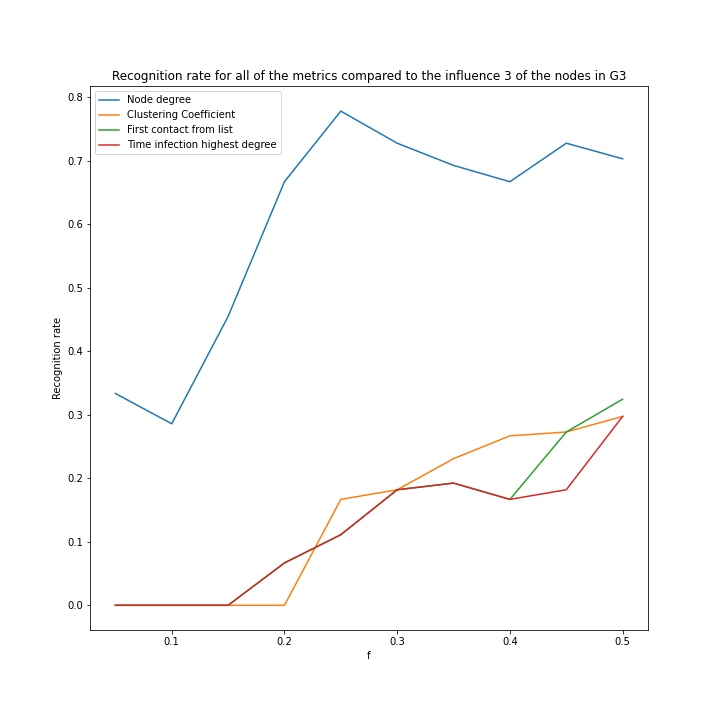 Recognition rate for all of the metrics compared to the influence 3 of the nodes in G3
Node degree
Clustering Coefficient
First contact from list
Time infection highest degree
0.8
0.7
0.6
0.5
0.4
0.3
0.2
0.1
0.0
Recognition rate
0.1 0.2 0.3 0.4 0.5
f